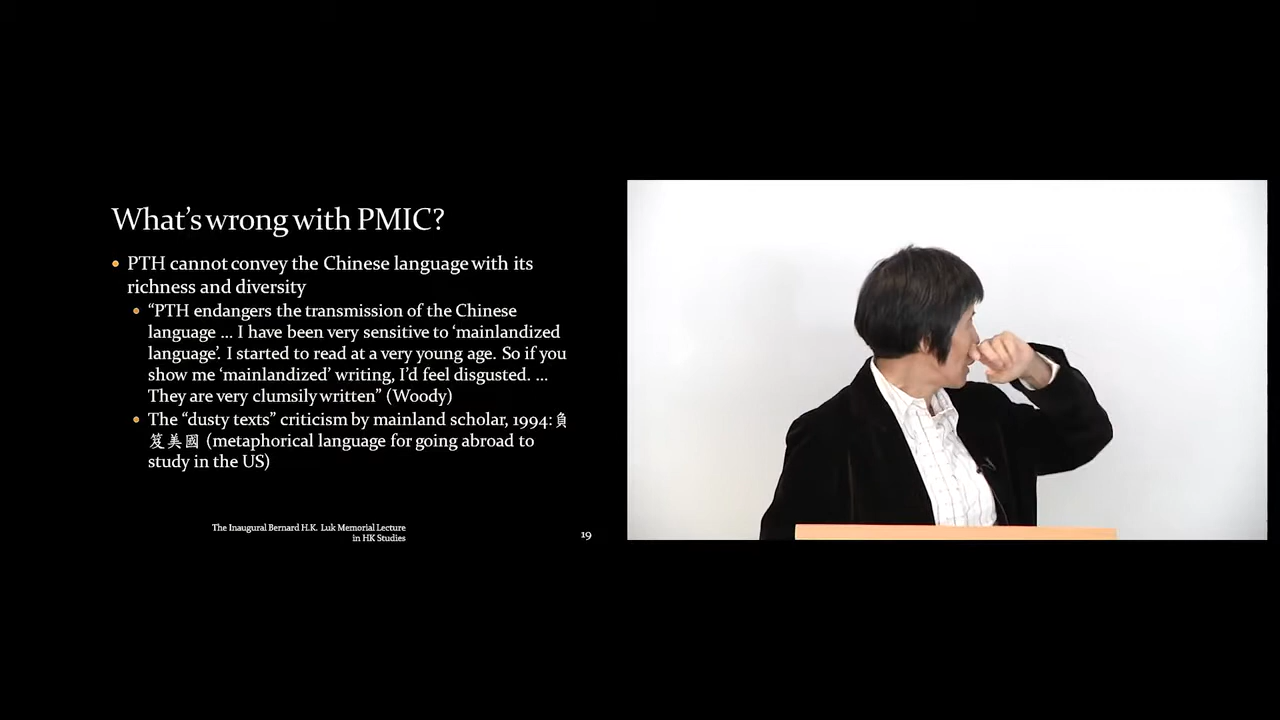 What's wrong with PMIC?
• PTH cannot convey the Chinese language with its
richness and diversity
• “PTH endangers the transmission of the Chinese
language ... I have been very sensitive to ‘mainlandized
language’. I started to read at a very young age. So if you
show me ‘mainlandized’ writing, I’d feel disgusted. ...
They are very clumsily written” (Woody)
• The “dusty texts” criticism by mainland scholar, 1994: 負
笈美國 (metaphorical language for going abroad to
study in the US)
The Inaugural Bernard H.K. Luk Memorial Lecture
in HK Studies
19